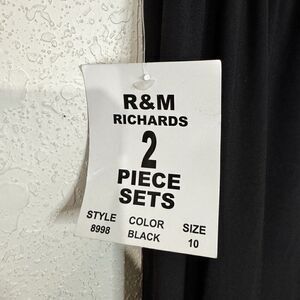 R&M
RICHARDS
2
PIECE
SETS
STYLE COLOR SIZE
8998 BLACK 10